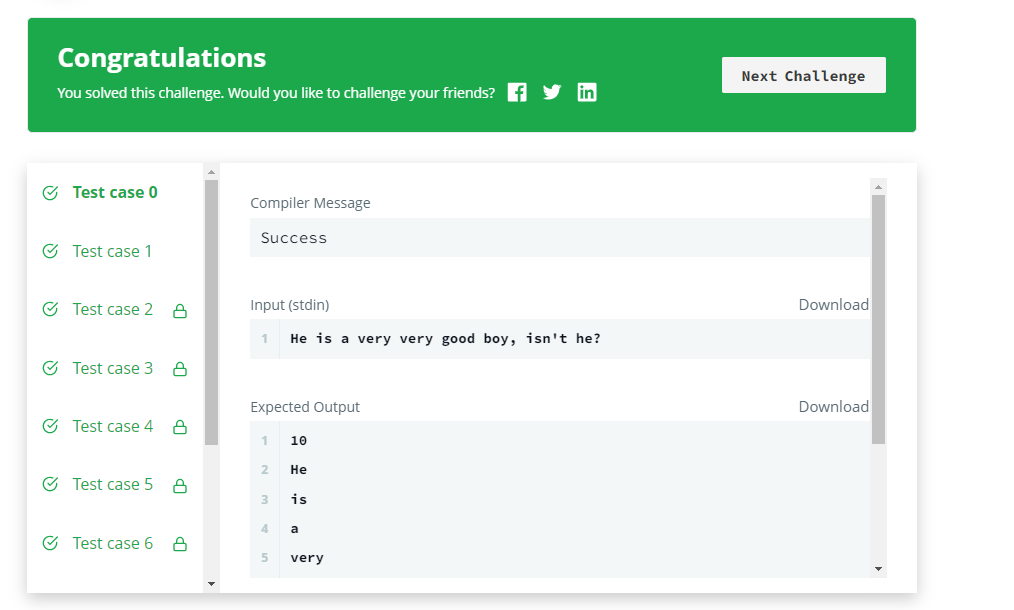 Congratulations
You solved this challenge. Would you like to challenge your friends?
Next Challenge
Test case 0
Test case 1
Test case 2
Test case 3
Test case 4
Test case 5
Test case 6
Compiler Message
Success
Input (stdin)
Download
1 He is a very very good boy, isn't he?
Expected Output
Download
1 10
2 He
3 is
4 a
5 very